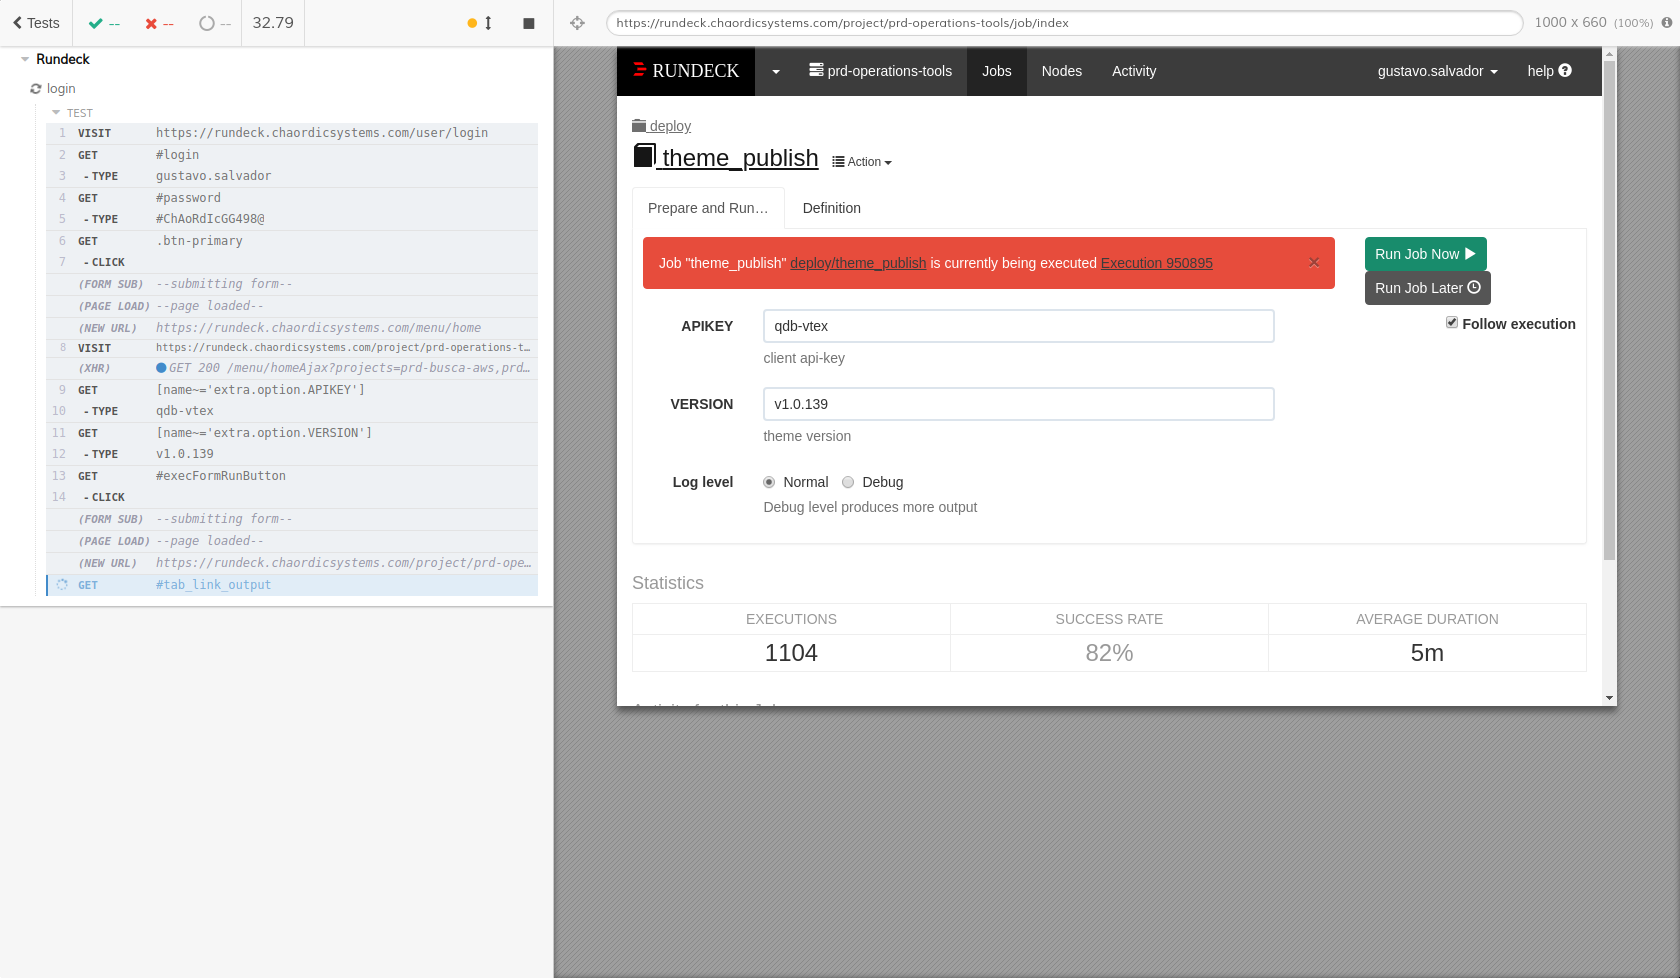 Tests
--
--
--
32.79
https://rundeck.chaordicsystems.com/project/prd-operations-tools/job/index
1000 x 660 (100%)
Rundeck
login
TEST
1 VISIT https://rundeck.chaordicsystems.com/user/login
2 GET #login
3 - TYPE gustavo.salvador
4 GET #password
5 - TYPE #ChAoRdIcGG498@
6 GET .btn-primary
7 - CLICK
(FORM SUB) --submitting form--
(PAGE LOAD) --page loaded--
(NEW URL) https://rundeck.chaordicsystems.com/menu/home
8 VISIT https://rundeck.chaordicsystems.com/project/prd-operations-t...
(XHR) GET 200 /menu/homeAjax?projects=prd-busca-aws,prd...
9 GET [name~='extra.option.APIKEY']
10 - TYPE qdb-vtex
11 GET [name~='extra.option.VERSION']
12 - TYPE v1.0.139
13 GET #execFormRunButton
14 - CLICK
(FORM SUB) --submitting form--
(PAGE LOAD) --page loaded--
(NEW URL) https://rundeck.chaordicsystems.com/project/prd-ope...
GET #tab_link_output
RUNDECK
prd-operations-tools
Jobs
Nodes
Activity
gustavo.salvador
help
deploy
theme_publish
Action
Prepare and Run…
Definition
Job "theme_publish" deploy/theme_publish is currently being executed Execution 950895
×
Run Job Now
Run Job Later
Follow execution
APIKEY
qdb-vtex
client api-key
VERSION
v1.0.139
theme version
Log level
Normal
Debug
Debug level produces more output
Statistics
EXECUTIONS
SUCCESS RATE
AVERAGE DURATION
1104
82%
5m